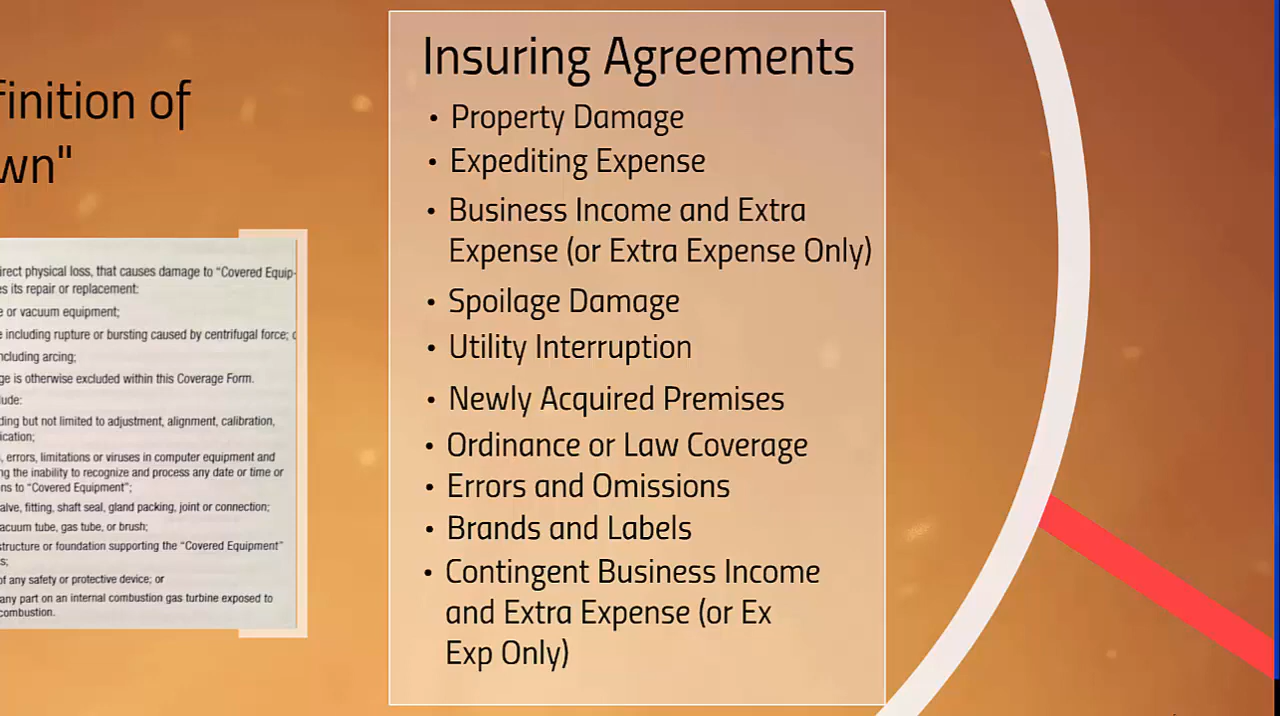 finition of
wn"
irect physical loss, that causes damage to “Covered Equip-
es its repair or replacement:
e or vacuum equipment;
e including rupture or bursting caused by centrifugal force; o
ncluding arcing;
ge is otherwise excluded within this Coverage Form.
lude:
ding but not limited to adjustment, alignment, calibration,
ication;
, errors, limitations or viruses in computer equipment and
ng the inability to recognize and process any date or time or
ns to “Covered Equipment”;
alve, fitting, shaft seal, gland packing, joint or connection;
acuum tube, gas tube, or brush;
structure or foundation supporting the “Covered Equipment”
s;
of any safety or protective device; or
any part on an internal combustion gas turbine exposed to
combustion.
Insuring Agreements
• Property Damage
• Expediting Expense
• Business Income and Extra
Expense (or Extra Expense Only)
• Spoilage Damage
• Utility Interruption
• Newly Acquired Premises
• Ordinance or Law Coverage
• Errors and Omissions
• Brands and Labels
• Contingent Business Income
and Extra Expense (or Ex
Exp Only)